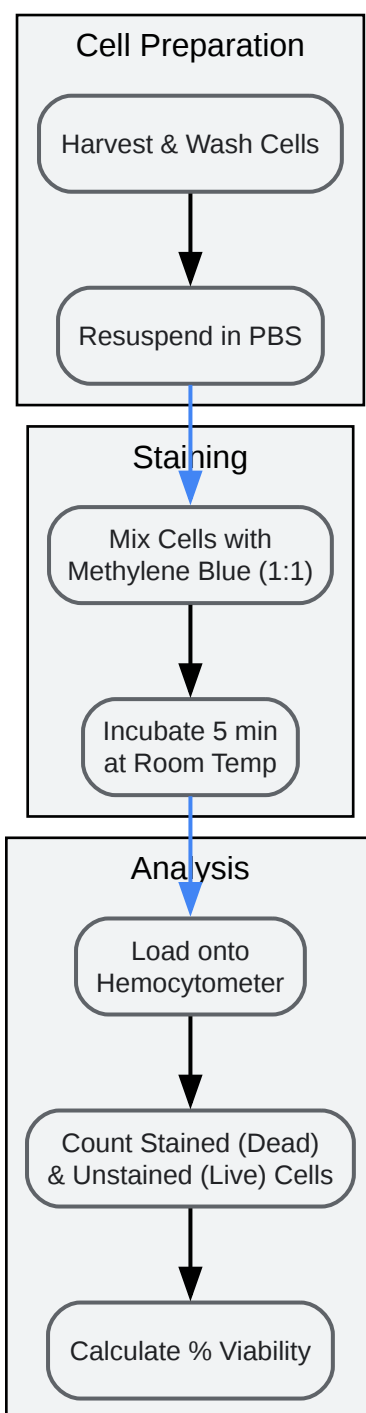 Cell Preparation
Harvest & Wash Cells
Resuspend in PBS
Staining
Mix Cells with
Methylene Blue (1:1)
Incubate 5 min
at Room Temp
Analysis
Load onto
Hemocytometer
Count Stained (Dead)
& Unstained (Live) Cells
Calculate % Viability